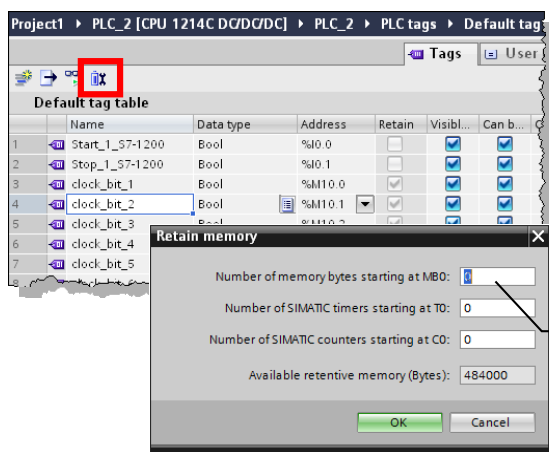 Project1 ▸ PLC_2 [CPU 1214C DC/DC/DC] ▸ PLC_2 ▸ PLC tags ▸ Default tag
Tags User
Default tag table
Name Data type Address Retain Visibl... Can b...
1 Start_1_S7-1200 Bool %I0.0
2 Stop_1_S7-1200 Bool %I0.1
3 clock_bit_1 Bool %M10.0
4 clock_bit_2 Bool %M10.1
5 clock_bit_3 Bool %M10.2
6 clock_bit_4
7 clock_bit_5
8
Retain memory
Number of memory bytes starting at MB0: 0
Number of SIMATIC timers starting at T0: 0
Number of SIMATIC counters starting at C0: 0
Available retentive memory (Bytes): 484000
OK Cancel